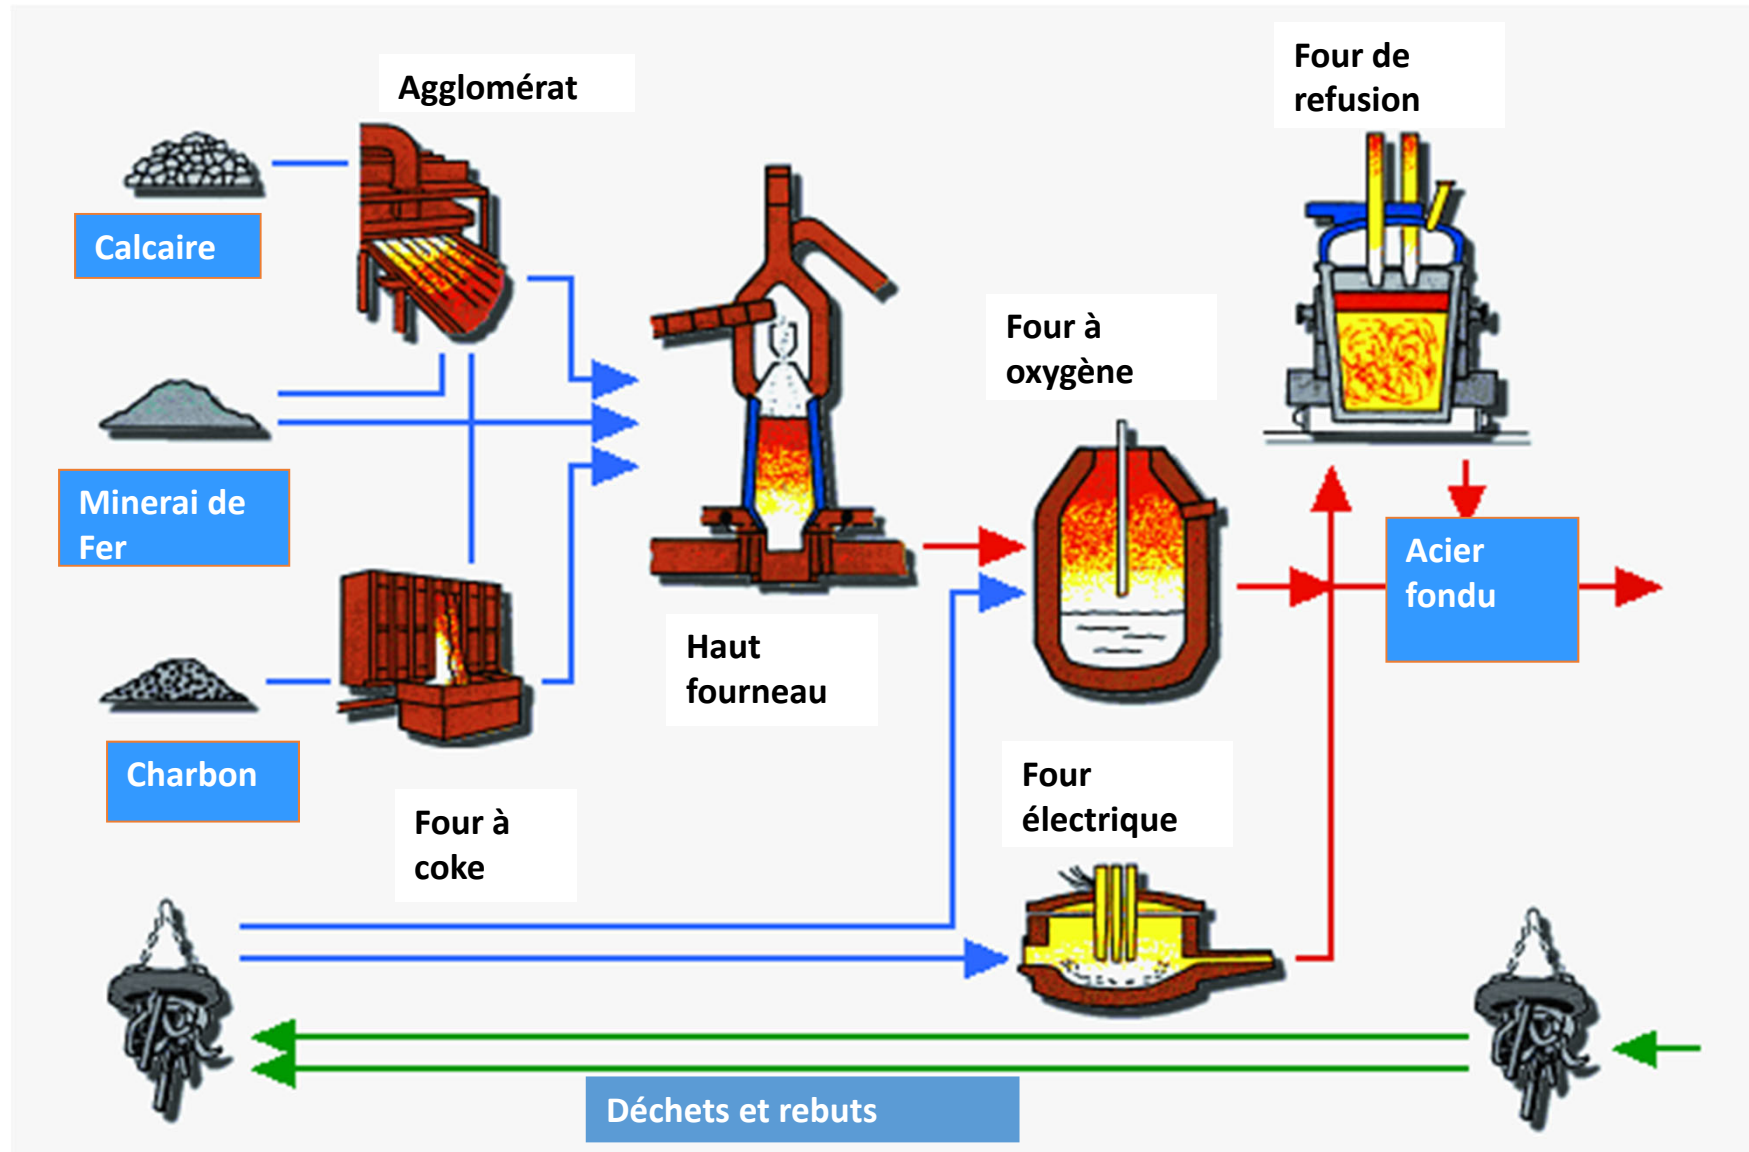 Agglomérat
Four de
refusion
Calcaire
Four à
oxygène
Minerai de
Fer
Acier
fondu
Haut
fourneau
Charbon
Four
électrique
Four à
coke
Déchets et rebuts